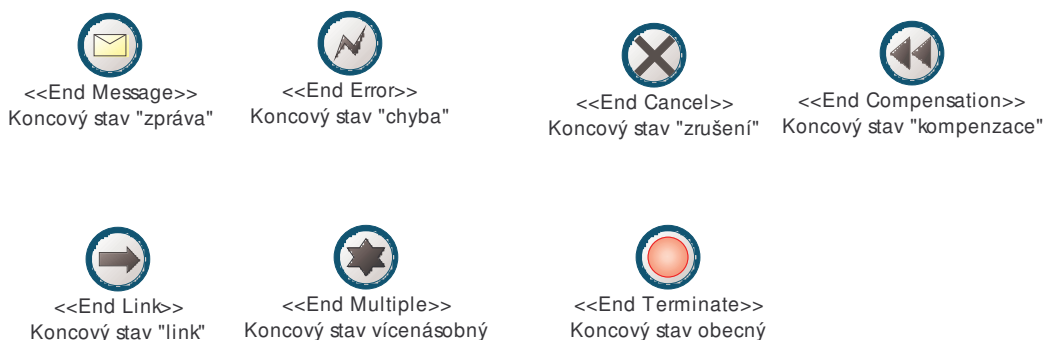 <<End Message>>
Koncový stav "zpráva"
<<End Error>>
Koncový stav "chyba"
<<End Cancel>>
Koncový stav "zrušení"
<<End Compensation>>
Koncový stav "kompenzace"
<<End Link>>
Koncový stav "link"
<<End Multiple>>
Koncový stav vícenásobný
<<End Terminate>>
Koncový stav obecný